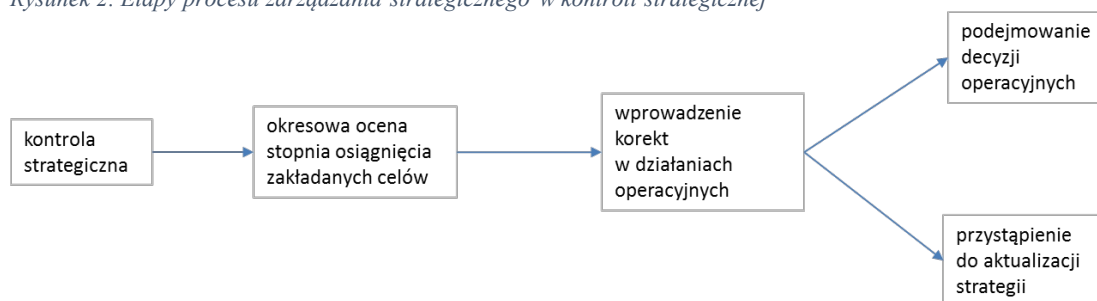 Rysunek 2. Etapy procesu zarządzania strategicznego w kontroli strategicznej
kontrola
strategiczna
okresowa ocena
stopnia osiągnięcia
zakładanych celów
wprowadzenie
korekt
w działaniach
operacyjnych
podejmowanie
decyzji
operacyjnych
przystąpienie
do aktualizacji
strategii